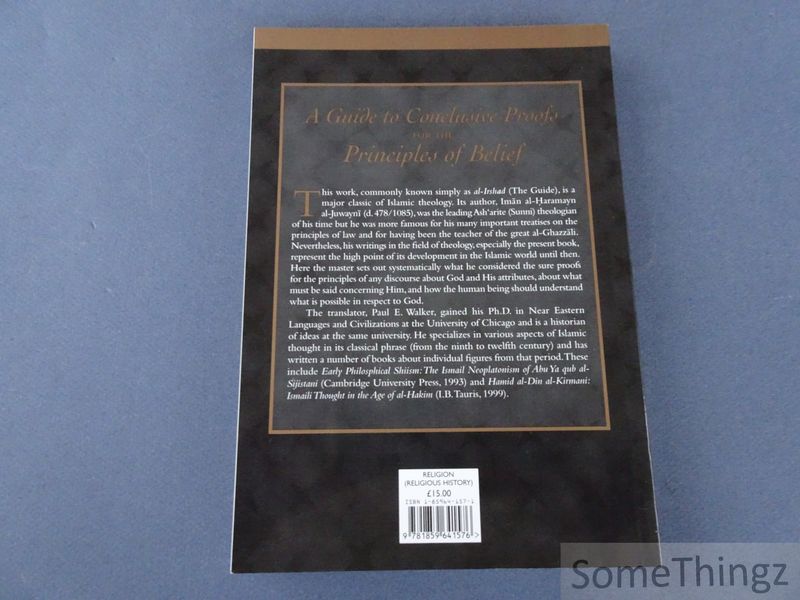 A Guide to Conclusive Proofs
FOR THE
Principles of Belief
This work, commonly known simply as al-Irshad (The Guide), is a
major classic of Islamic theology. Its author, Imān al-Ḥaramayn
al-Juwaynī (d. 478/1085), was the leading Ash‘arite (Sunni) theologian
of his time but he was more famous for his many important treatises on the
principles of law and for having been the teacher of the great al-Ghazzālī.
Nevertheless, his writings in the field of theology, especially the present book,
represent the high point of its development in the Islamic world until then.
Here the master sets out systematically what he considered the sure proofs
for the principles of any discourse about God and His attributes, about what
must be said concerning Him, and how the human being should understand
what is possible in respect to God.
The translator, Paul E. Walker, gained his Ph.D. in Near Eastern
Languages and Civilizations at the University of Chicago and is a historian
of ideas at the same university. He specializes in various aspects of Islamic
thought in its classical phrase (from the ninth to twelfth century) and has
written a number of books about individual figures from that period. These
include Early Philosphical Shiism: The Ismail Neoplatonism of Abu Ya qub al-
Sijistani (Cambridge University Press, 1993) and Hamid al-Din al-Kirmani:
Ismaili Thought in the Age of al-Hakim (I.B. Tauris, 1999).
RELIGION
(RELIGIOUS HISTORY)
£15.00
ISBN 1-85964-157-1
9 781859 641576 >
SomeThingz